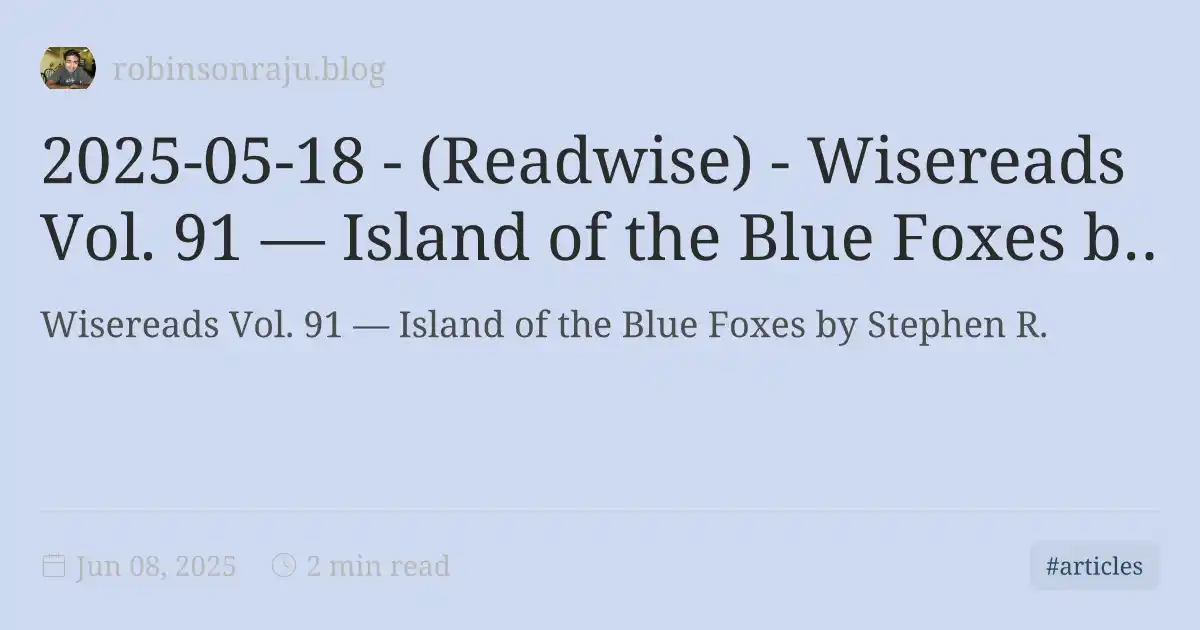 robinsonraju.blog
2025-05-18 - (Readwise) - Wisereads
Vol. 91 — Island of the Blue Foxes b..
Wisereads Vol. 91 — Island of the Blue Foxes by Stephen R.
Jun 08, 2025 2 min read #articles